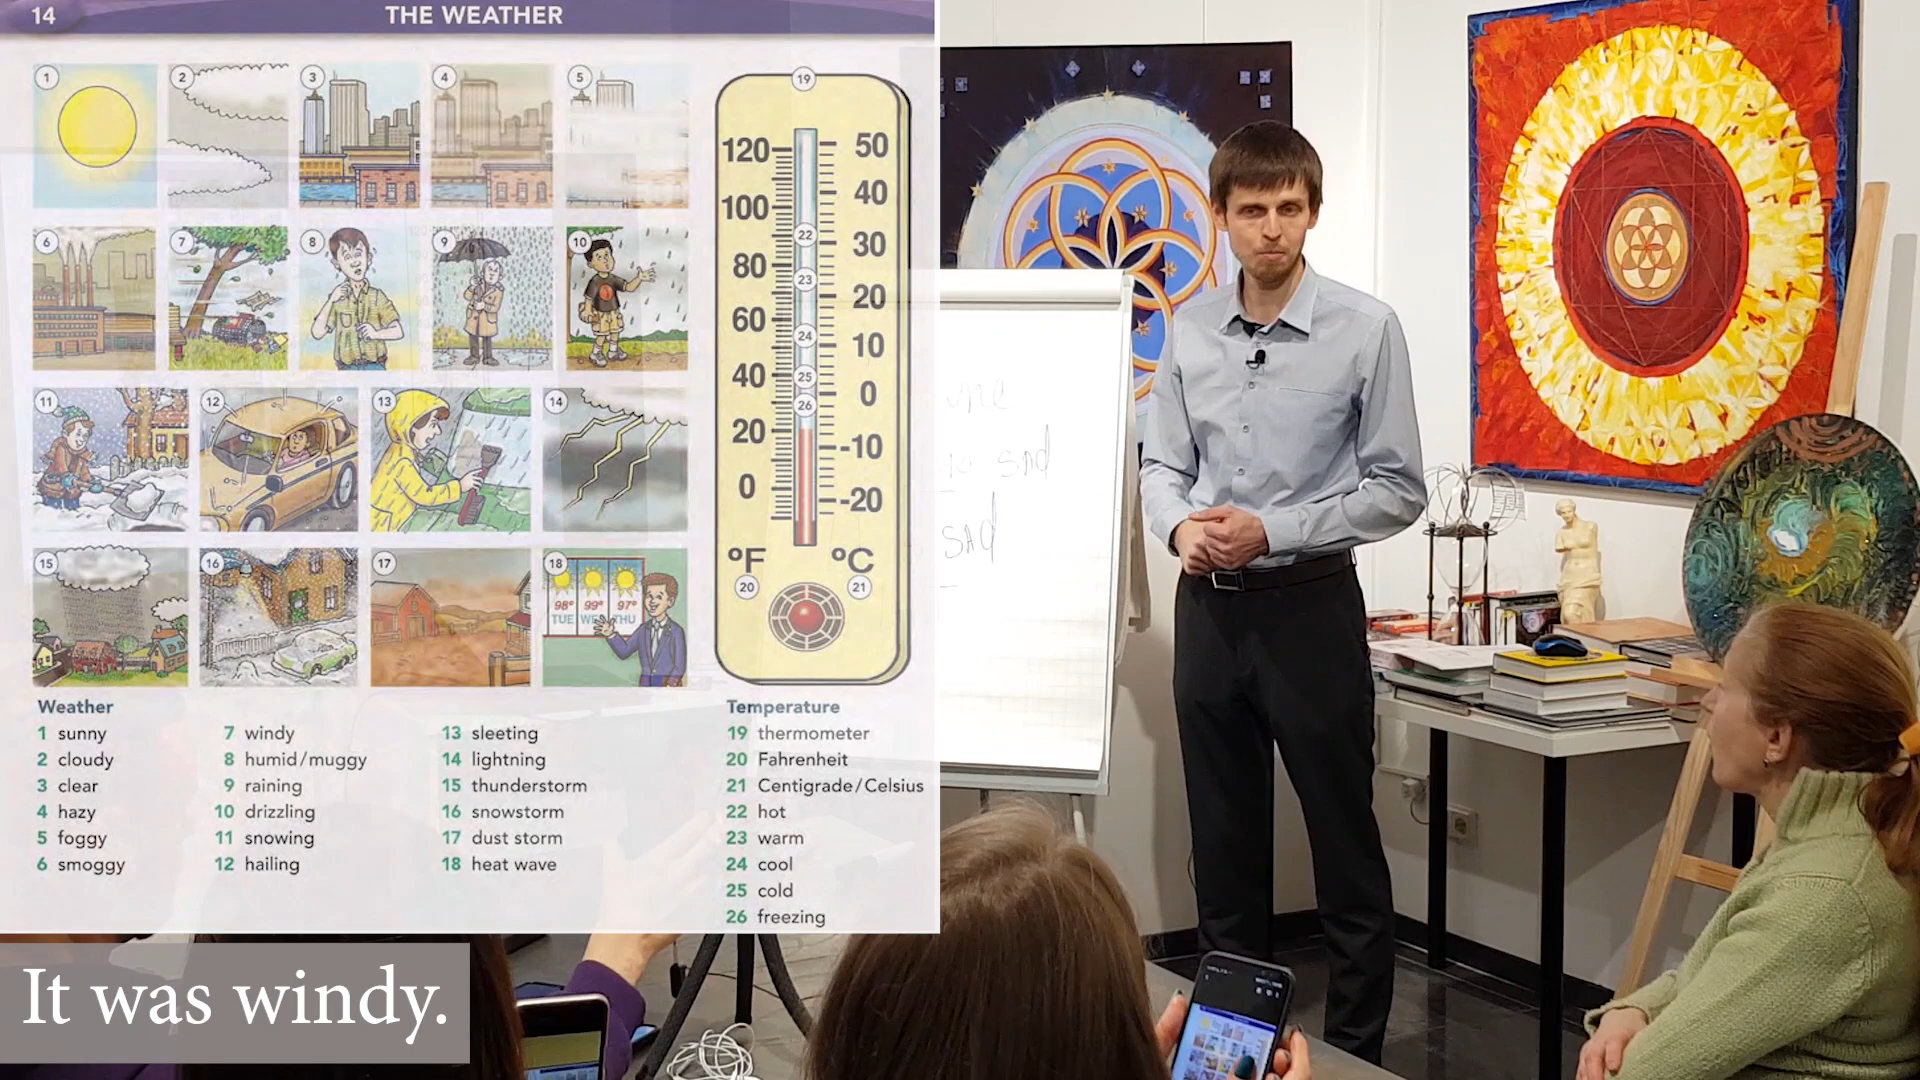 14 THE WEATHER
1 2 3 4 5
6 7 8 9 10
11 12 13 14
15 16 17 18
98° 99° 97°
TUE WED THU
19
120 50
100 40
22
80 30
23
60 20
24
40 10
25
0
26
20 -10
0 -20
°F °C
20 21
Weather
1 sunny
2 cloudy
3 clear
4 hazy
5 foggy
6 smoggy
7 windy
8 humid/muggy
9 raining
10 drizzling
11 snowing
12 hailing
13 sleeting
14 lightning
15 thunderstorm
16 snowstorm
17 dust storm
18 heat wave
Temperature
19 thermometer
20 Fahrenheit
21 Centigrade/Celsius
22 hot
23 warm
24 cool
25 cold
26 freezing
sad
sad
It was windy.